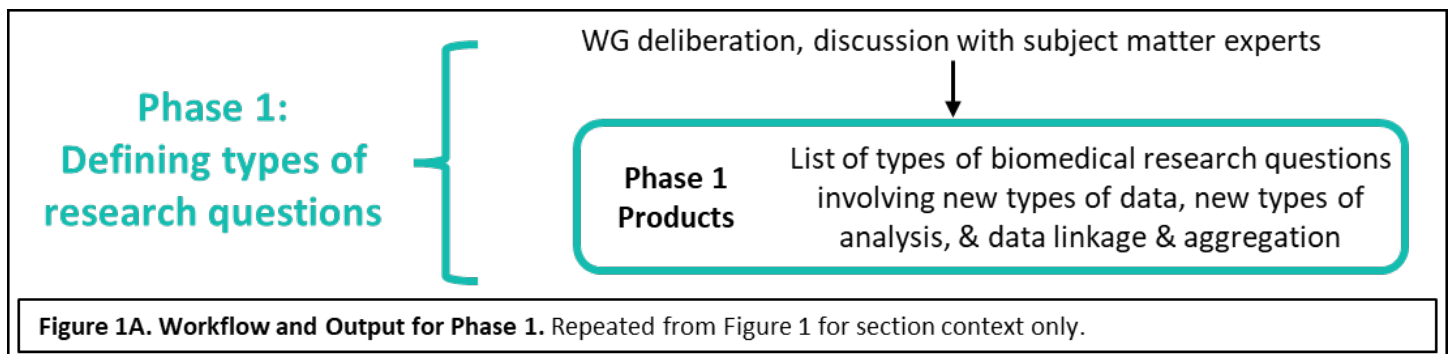 Phase 1:
Defining types of
research questions
WG deliberation, discussion with subject matter experts
Phase 1
Products
List of types of biomedical research questions
involving new types of data, new types of
analysis, & data linkage & aggregation
Figure 1A. Workflow and Output for Phase 1. Repeated from Figure 1 for section context only.